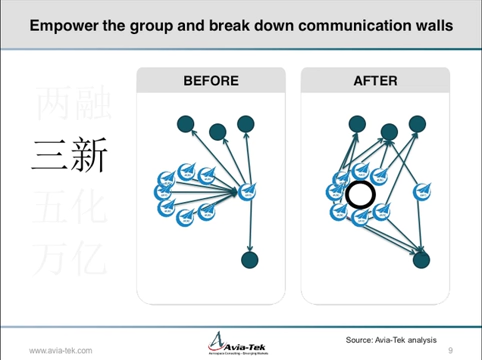 Empower the group and break down communication walls
两融
三新
五化
万亿
BEFORE
AFTER
Source: Avia-Tek analysis
www.avia-tek.com
Avia-Tek
9